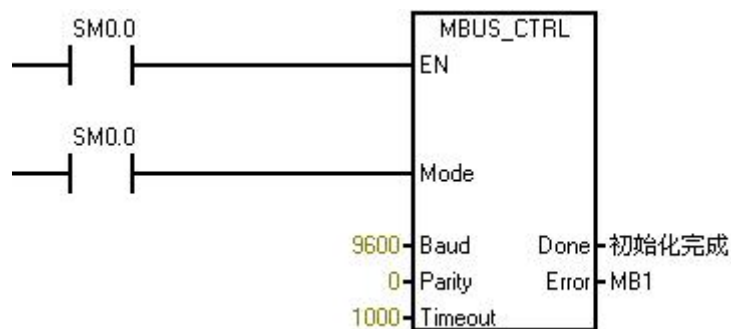 SM0.0
MBUS_CTRL
EN
SM0.0
Mode
9600 Baud Done 初始化完成
0 Parity Error MB1
1000 Timeout